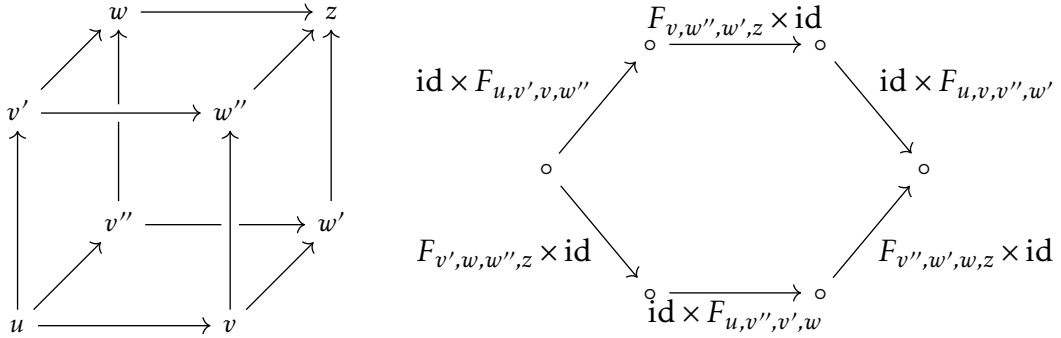 w z
v′ w′′
v′′ w′
u v
F_{v,w′′,w′,z} × id
id × F_{u,v′,v,w′′} id × F_{u,v,v′′,w′}
F_{v′,w,w′′,z} × id F_{v′′,w′,w,z} × id
id × F_{u,v′′,v′,w}